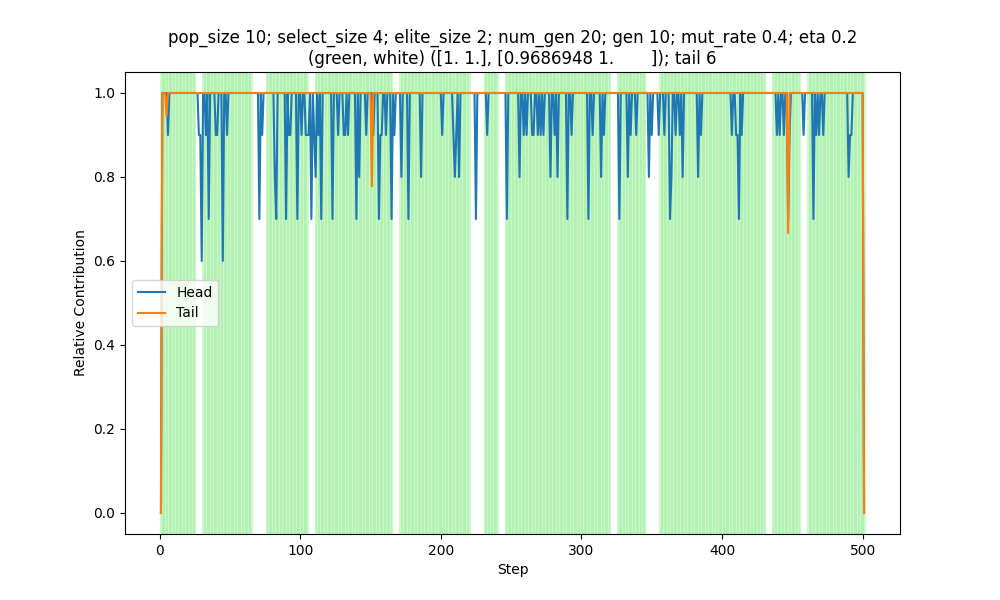 pop_size 10; select_size 4; elite_size 2; num_gen 20; gen 10; mut_rate 0.4; eta 0.2
(green, white) ([1. 1.], [0.9686948 1.        ]); tail 6
1.0
0.8
0.6
0.4
0.2
0.0
Relative Contribution
Head
Tail
0
100
200
300
400
500
Step